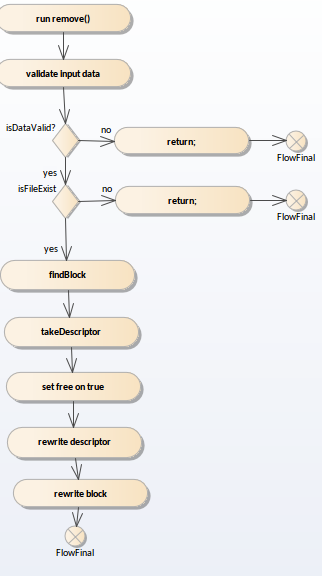 run remove()
validate input data
isDataValid?
no
return;
FlowFinal
yes
isFileExist
no
return;
FlowFinal
yes
findBlock
takeDescriptor
set free on true
rewrite descriptor
rewrite block
FlowFinal